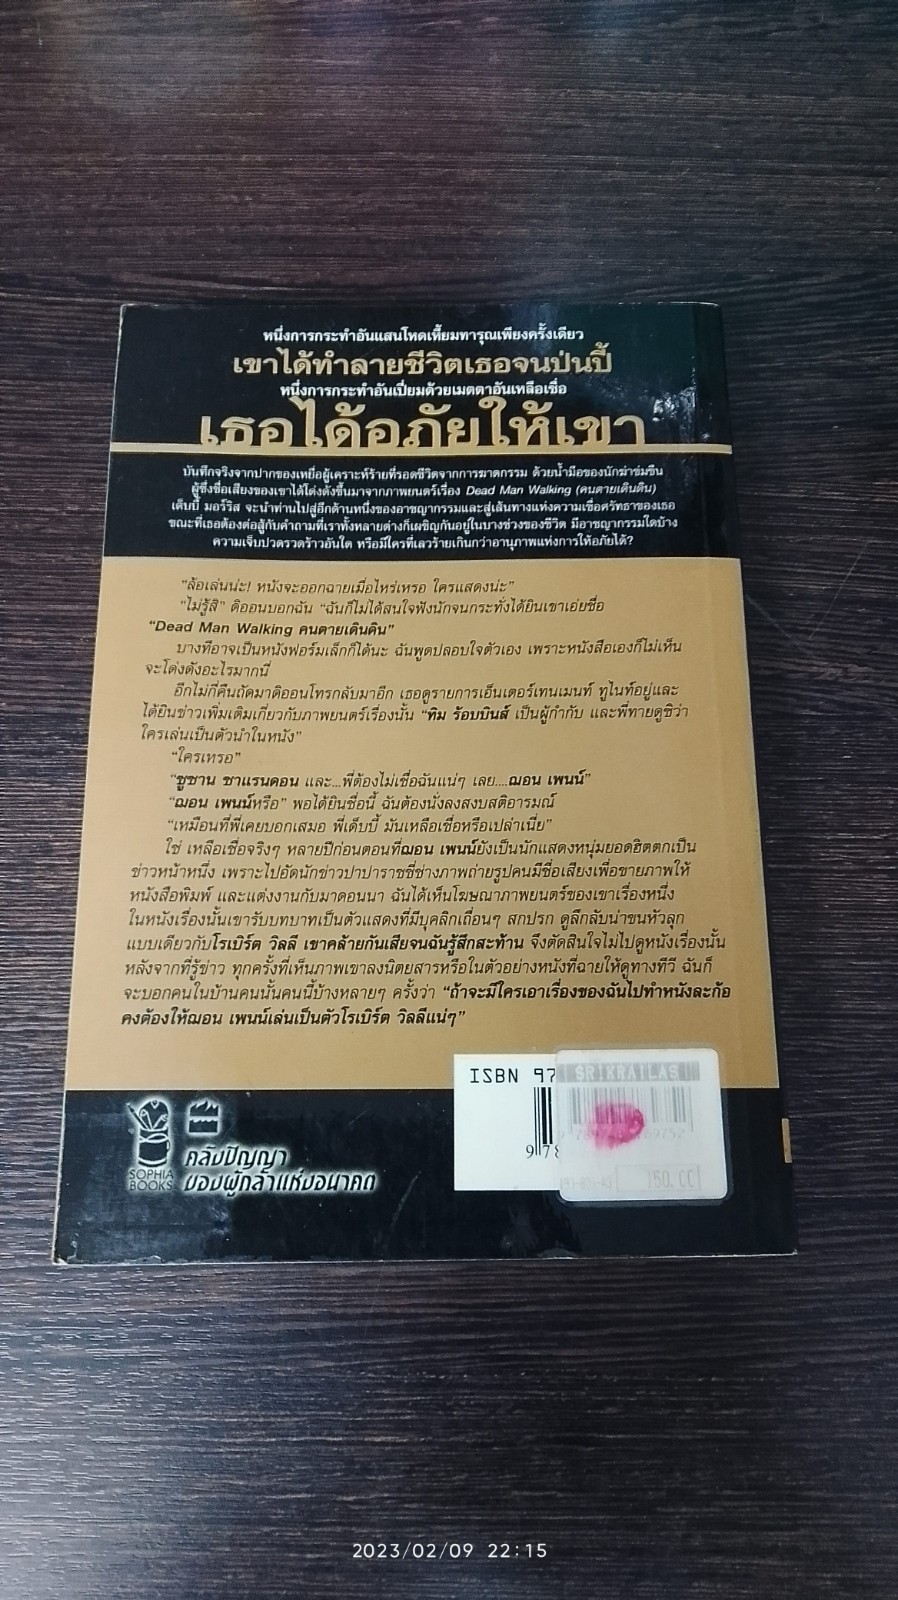 หนึ่งการกระทำอันแสนโหดเหี้ยมทารุณเพียงครั้งเดียว
เขาได้ทำลายชีวิตเธอจนป่นปี้
หนึ่งการกระทำอันเปี่ยมด้วยเมตตาอันเหลือเชื่อ
เธอได้อภัยให้เขา
บันทึกจริงจากปากของเหยื่อผู้เคราะห์ร้ายที่รอดชีวิตจากการฆาตกรรม ด้วยน้ำมือของนักฆ่าข่มขืน
ผู้ซึ่งชื่อเสียงของเขาได้โด่งดังขึ้นมาจากภาพยนตร์เรื่อง Dead Man Walking (คนตายเดินดิน)
เด็บบี้ มอร์ริส จะนำท่านไปสู่อีกด้านหนึ่งของอาชญากรรมและสู่เส้นทางแห่งความเชื่อศรัทธาของเธอ
ขณะที่เธอต้องต่อสู้กับคำถามที่เราทั้งหลายต่างก็เผชิญกันอยู่ในบางช่วงของชีวิต มีอาชญากรรมใดบ้าง
ความเจ็บปวดรวดร้าวอันใด หรือมีใครที่เลวร้ายเกินกว่าอานุภาพแห่งการให้อภัยได้?
"ล้อเล่นน่ะ! หนังจะออกฉายเมื่อไหร่เหรอ ใครแสดงน่ะ"
"ไม่รู้สิ" ดิออนบอกฉัน "ฉันก็ไม่ได้สนใจฟังนักจนกระทั่งได้ยินเขาเอ่ยชื่อ
"Dead Man Walking คนตายเดินดิน"
บางทีอาจเป็นหนังฟอร์มเล็กก็ได้นะ ฉันพูดปลอบใจตัวเอง เพราะหนังสือเองก็ไม่เห็น
จะโด่งดังอะไรมากนี่
อีกไม่กี่คืนถัดมาดิออนโทรกลับมาอีก เธอดูรายการเอ็นเตอร์เทนเมนท์ ทูไนท์อยู่และ
ได้ยินข่าวเพิ่มเติมเกี่ยวกับภาพยนตร์เรื่องนั้น "ทิม ร้อบบินส์ เป็นผู้กำกับ และพี่ทายดูซิว่า
ใครเล่นเป็นตัวนำในหนัง"
"ใครเหรอ"
"ซูซาน ซาแรนดอน และ...พี่ต้องไม่เชื่อฉันแน่ๆ เลย....ฌอน เพนน์"
"ฌอน เพนน์หรือ" พอได้ยินชื่อนี้ ฉันต้องนั่งลงสงบสติอารมณ์
"เหมือนที่พี่เคยบอกเสมอ พี่เด็บบี้ มันเหลือเชื่อหรือเปล่าเนี่ย"
ใช่ เหลือเชื่อจริงๆ หลายปีก่อนตอนที่ฌอน เพนน์ยังเป็นนักแสดงหนุ่มยอดฮิตตกเป็น
ข่าวหน้าหนึ่ง เพราะไปอัดนักข่าวปาปาราซซี่ช่างภาพถ่ายรูปคนมีชื่อเสียงเพื่อขายภาพให้
หนังสือพิมพ์ และแต่งงานกับมาดอนนา ฉันได้เห็นโฆษณาภาพยนตร์ของเขาเรื่องหนึ่ง
ในหนังเรื่องนั้นเขารับบทบาทเป็นตัวแสดงที่มีบุคลิกเถื่อนๆ สกปรก ดูลึกลับน่าขนหัวลุก
แบบเดียวกับโรเบิร์ต วิลลี เขาคล้ายกันเสียจนฉันรู้สึกสะท้าน จึงตัดสินใจไม่ไปดูหนังเรื่องนั้น
หลังจากที่รู้ข่าว ทุกครั้งที่เห็นภาพเขาลงนิตยสารหรือในตัวอย่างหนังที่ฉายให้ดูทางทีวี ฉันก็
จะบอกคนในบ้านคนนั้นคนนี้บ้างหลายๆ ครั้งว่า "ถ้าจะมีใครเอาเรื่องของฉันไปทำหนังละก้อ
คงต้องให้ฌอน เพนน์เล่นเป็นตัวโรเบิร์ต วิลลีแน่ๆ"
ISBN 97
SRIKRAILAS
9 78
150.00
SOPHIA
BOOKS
คลังปัญญา
ของผู้กล้าแห่งอนาคต
2023/02/09 22:15